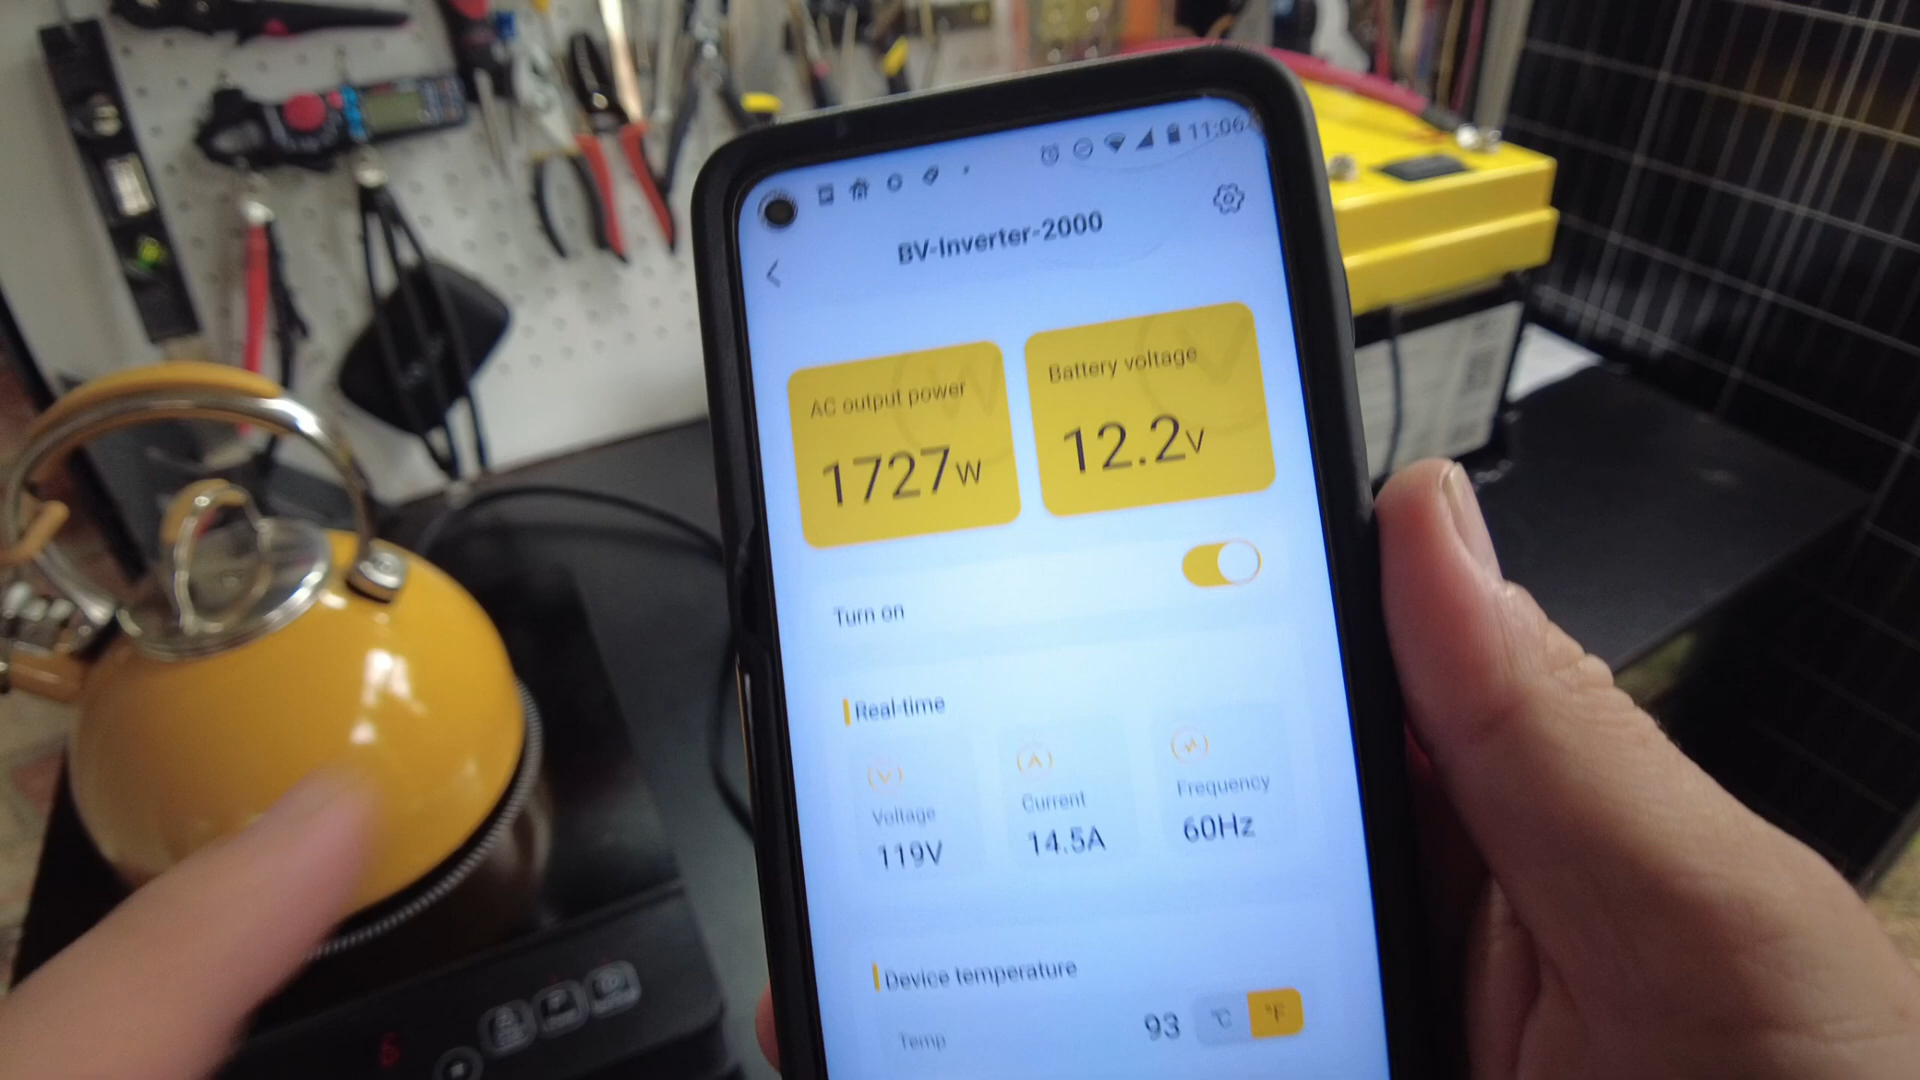 11:06
BV-Inverter-2000
AC output power
1727W
Battery voltage
12.2V
Turn on
Real-time
Voltage
119V
Current
14.5A
Frequency
60Hz
Device temperature
Temp
93
°C
°F